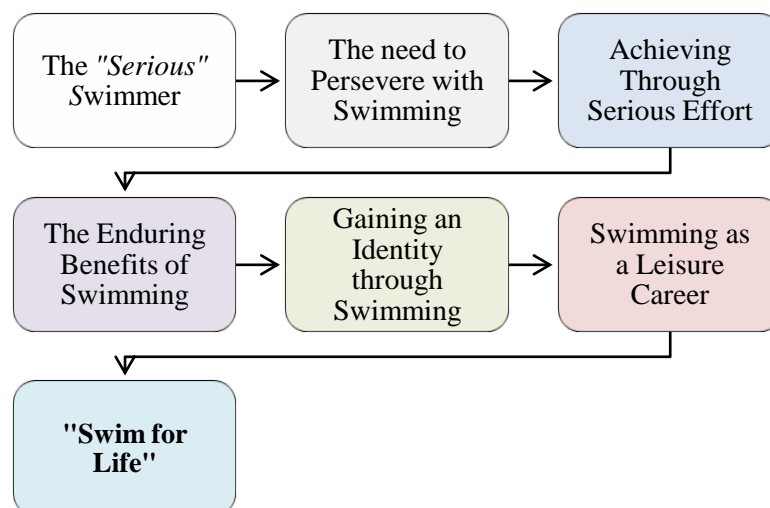 The "Serious"
Swimmer
The need to
Persevere with
Swimming
Achieving
Through
Serious Effort
The Enduring
Benefits of
Swimming
Gaining an
Identity
through
Swimming
Swimming as
a Leisure
Career
"Swim for
Life"